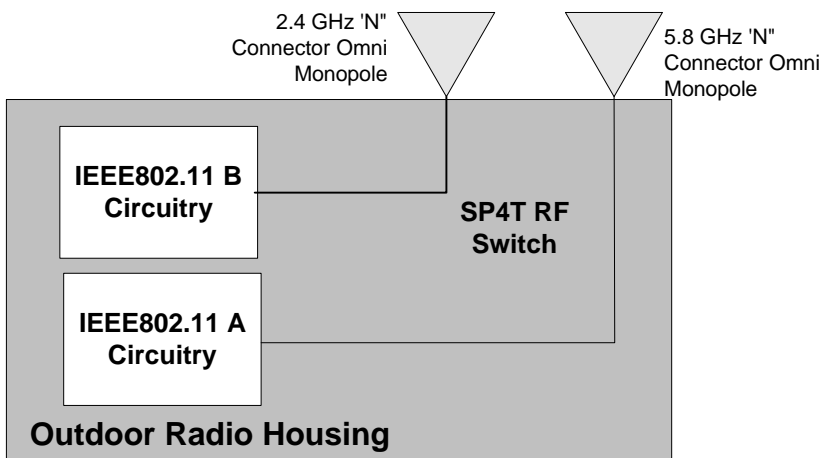 2.4 GHz 'N"
Connector Omni
Monopole
5.8 GHz 'N"
Connector Omni
Monopole
IEEE802.11 B
Circuitry
SP4T RF
Switch
IEEE802.11 A
Circuitry
Outdoor Radio Housing